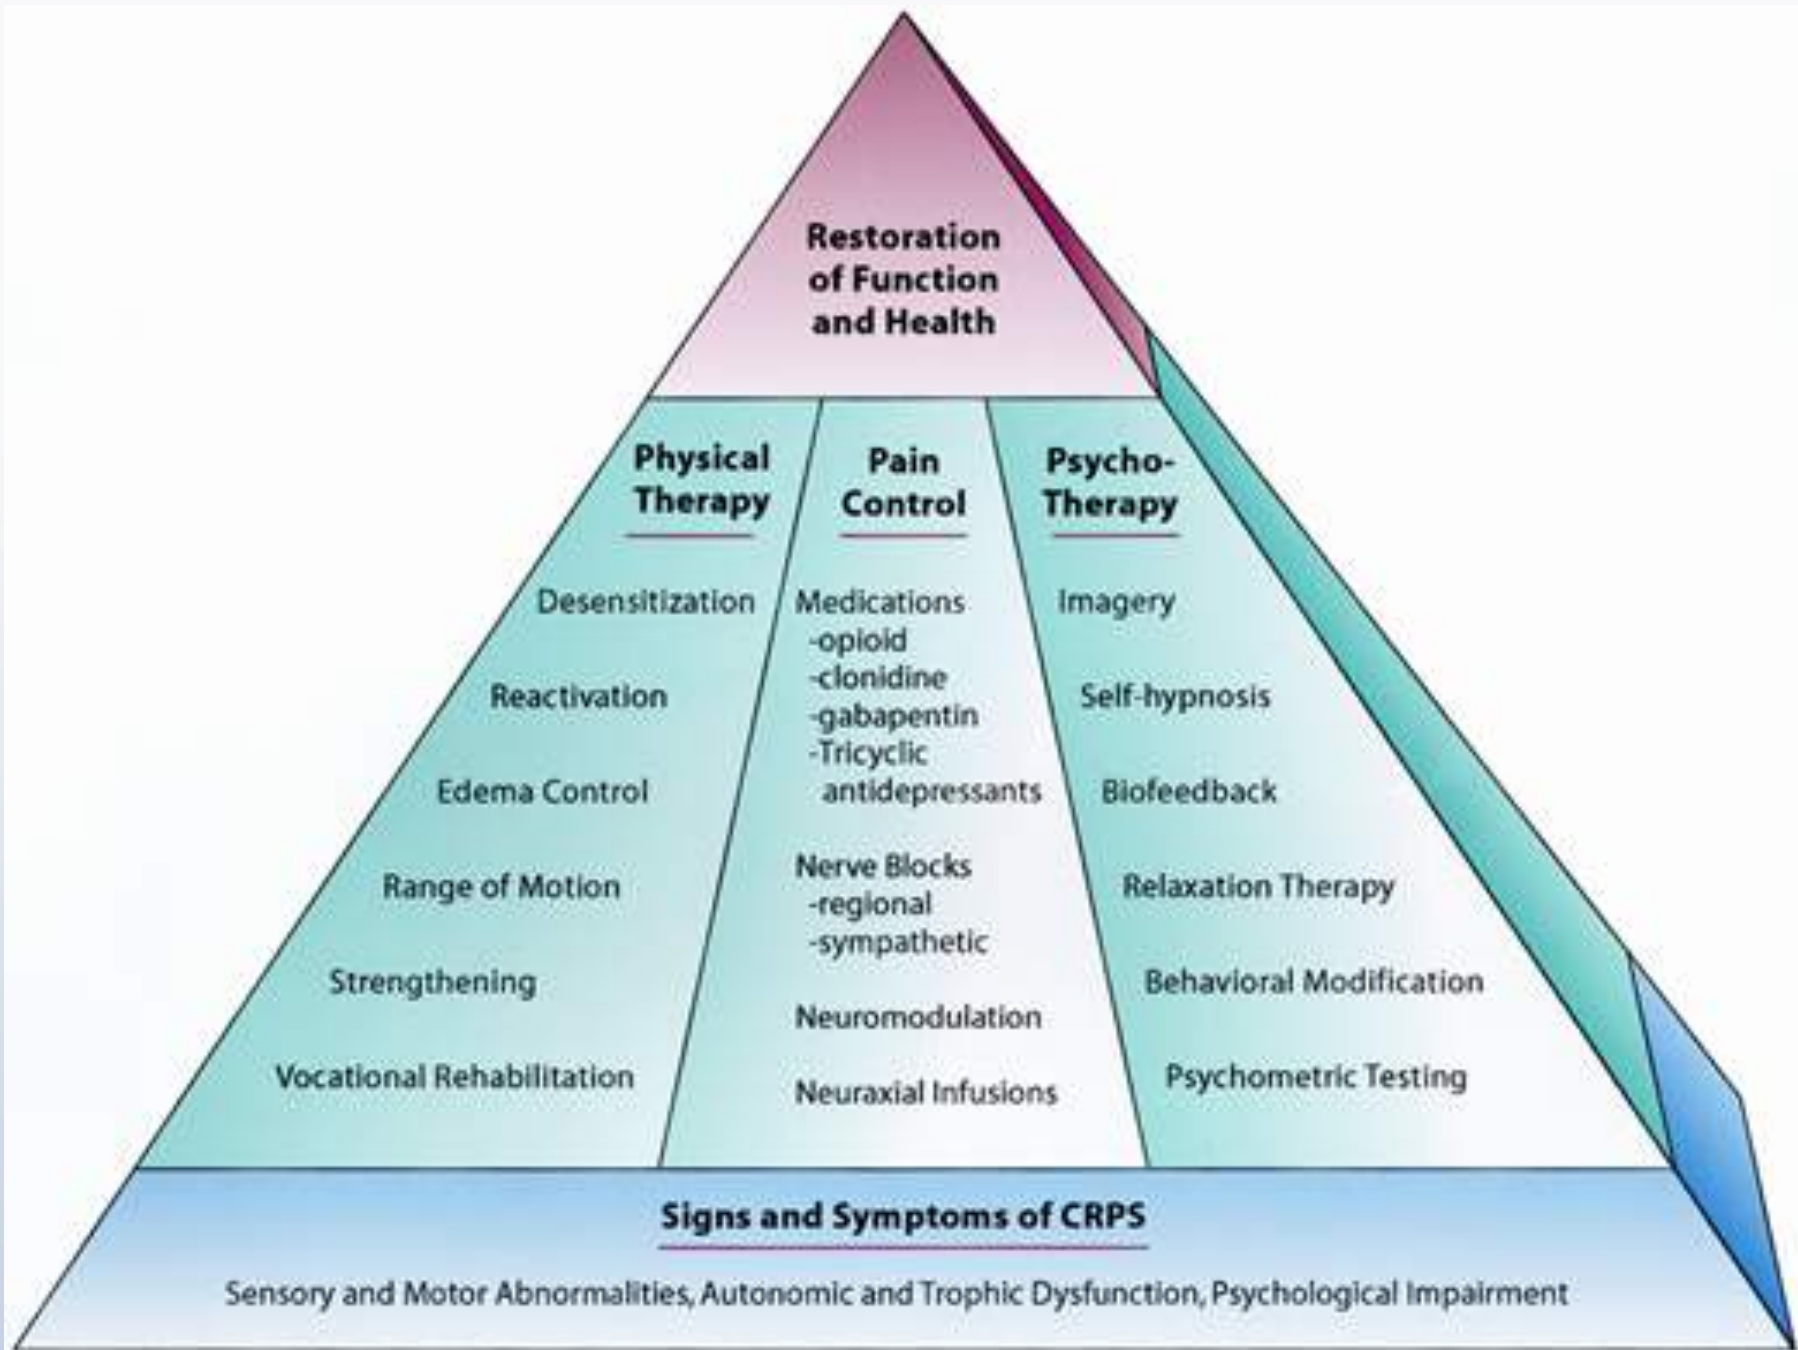 Restoration
of Function
and Health
Physical
Therapy
Desensitization
Reactivation
Edema Control
Range of Motion
Strengthening
Vocational Rehabilitation
Pain
Control
Medications
-opioid
-clonidine
-gabapentin
-Tricyclic
antidepressants
Nerve Blocks
-regional
-sympathetic
Neuromodulation
Neuraxial Infusions
Psycho-
Therapy
Imagery
Self-hypnosis
Biofeedback
Relaxation Therapy
Behavioral Modification
Psychometric Testing
Signs and Symptoms of CRPS
Sensory and Motor Abnormalities, Autonomic and Trophic Dysfunction, Psychological Impairment